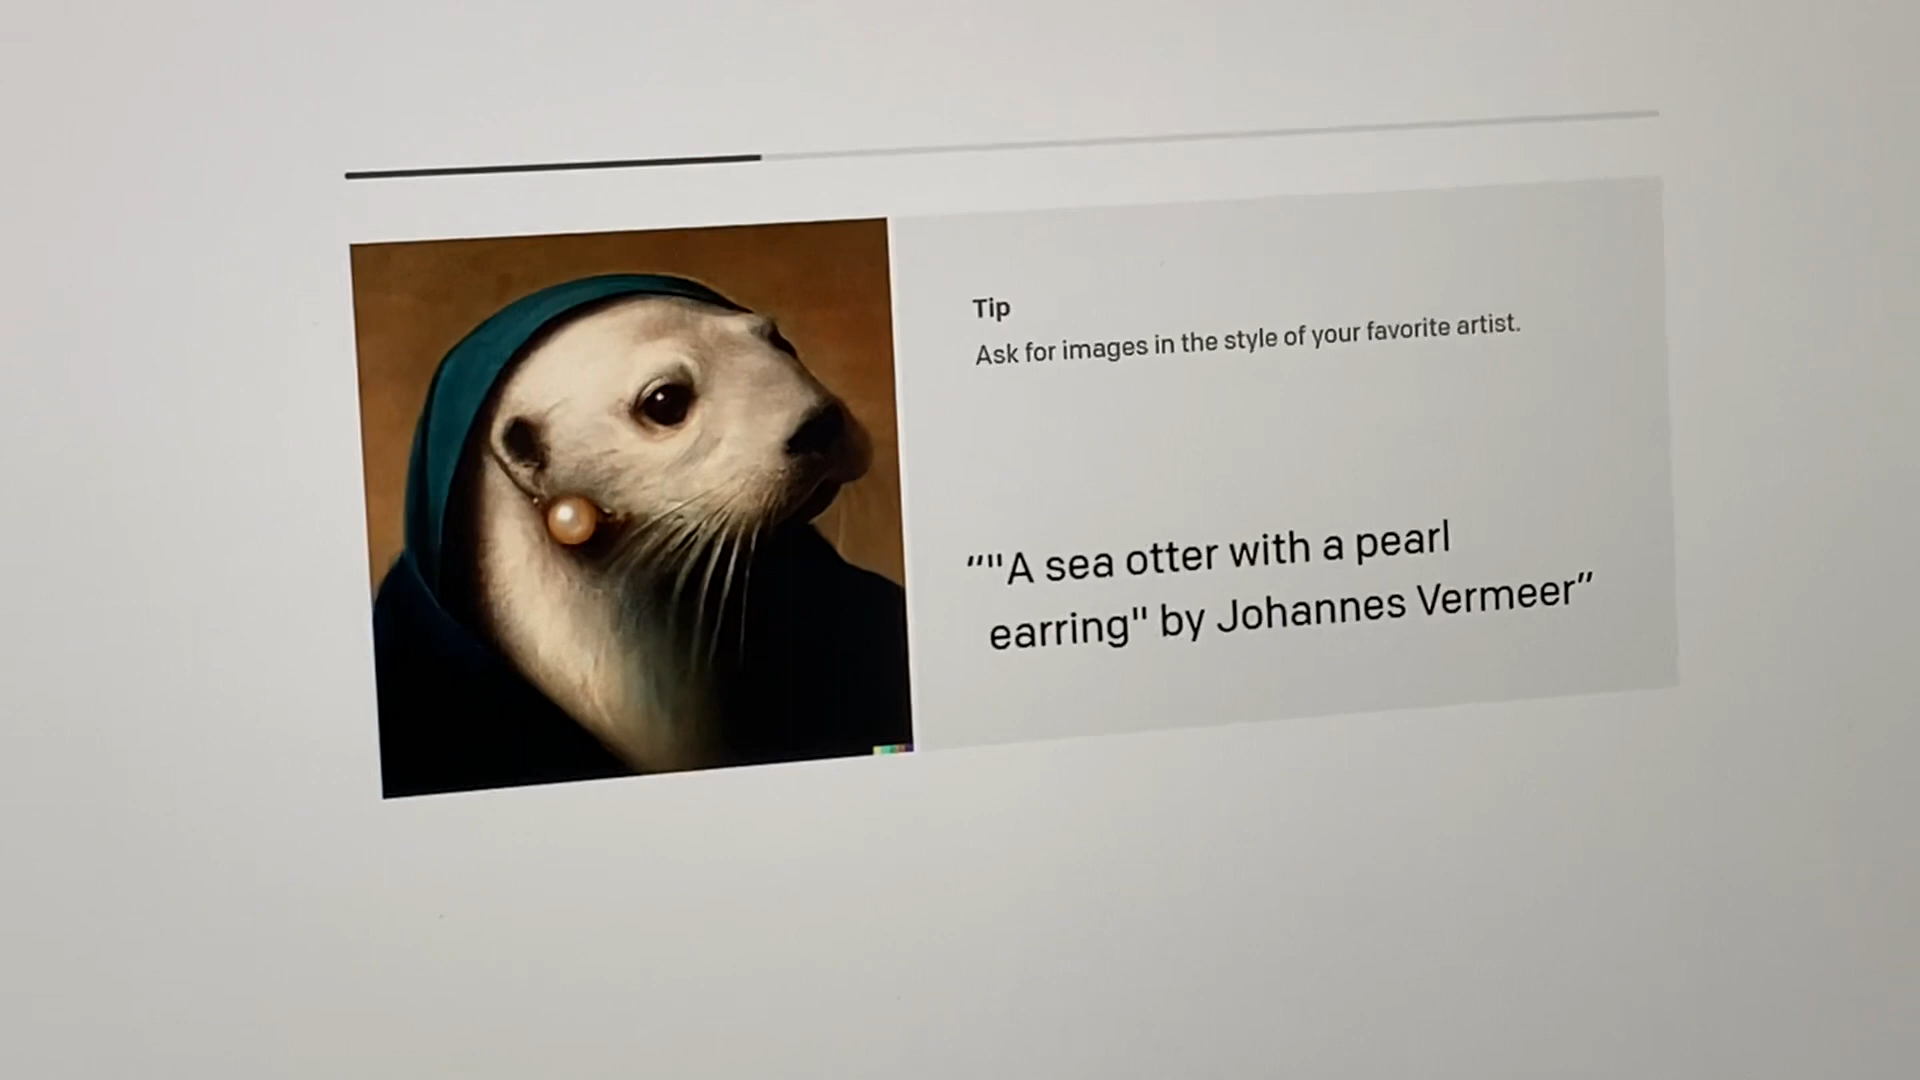 Tip
Ask for images in the style of your favorite artist.
“"A sea otter with a pearl
earring" by Johannes Vermeer”